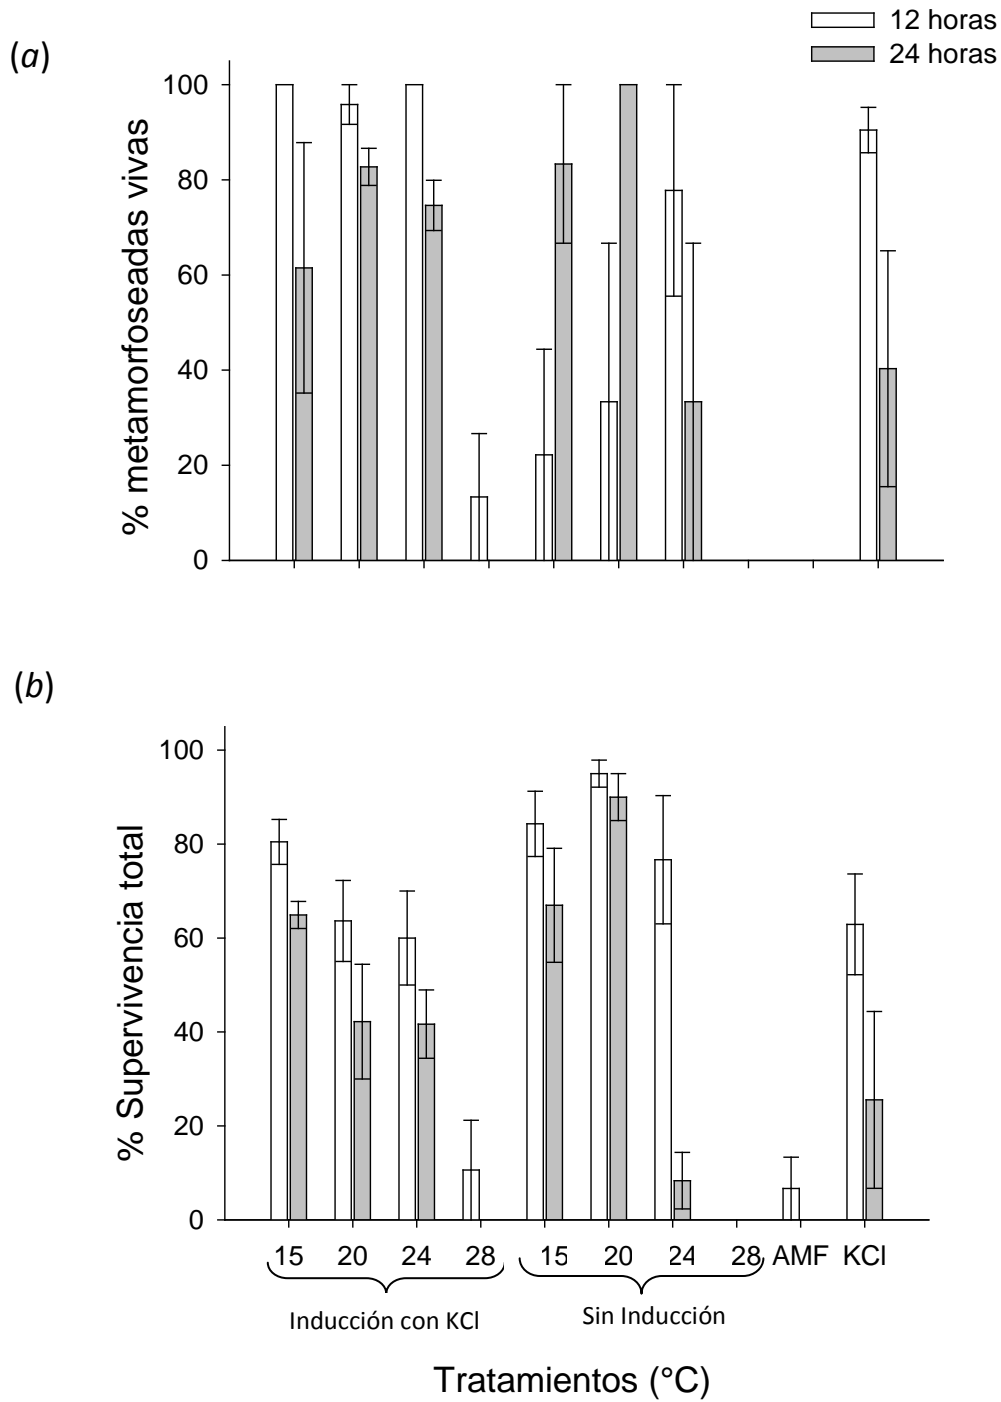 12 horas
24 horas
(a)
% metamorfoseadas vivas
100
80
60
40
20
0
(b)
% Supervivencia total
100
80
60
40
20
0
15 20 24 28 15 20 24 28 AMF KCl
Inducción con KCl Sin Inducción
Tratamientos (°C)